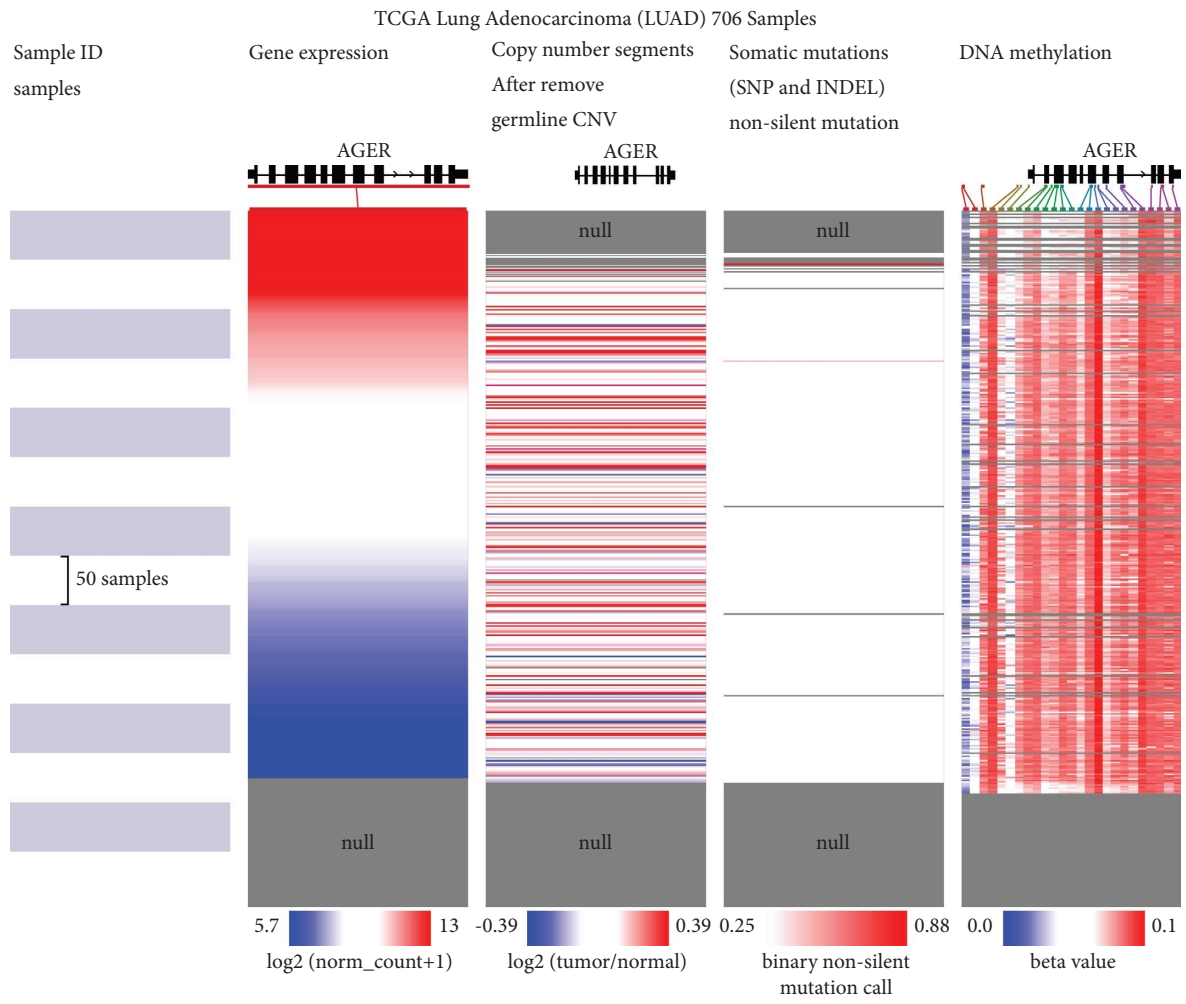 TCGA Lung Adenocarcinoma (LUAD) 706 Samples
Sample ID
samples
Gene expression
Copy number segments
After remove
germline CNV
Somatic mutations
(SNP and INDEL)
non-silent mutation
DNA methylation
AGER
AGER
AGER
null
null
50 samples
null
null
null
5.7
13
log2 (norm_count+1)
-0.39
0.39
log2 (tumor/normal)
0.25
0.88
binary non-silent
mutation call
0.0
0.1
beta value